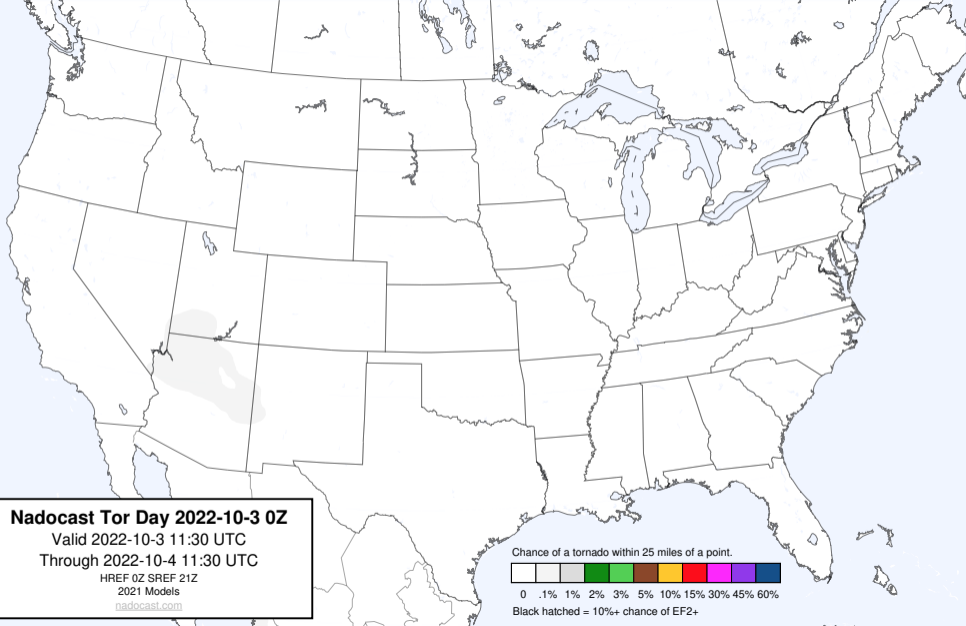 Nadocast Tor Day 2022-10-3 0Z
Valid 2022-10-3 11:30 UTC
Through 2022-10-4 11:30 UTC
HREF 0Z SREF 21Z
2021 Models
nadocast.com
Chance of a tornado within 25 miles of a point.
0 .1% 1% 2% 3% 5% 10% 15% 30% 45% 60%
Black hatched = 10%+ chance of EF2+